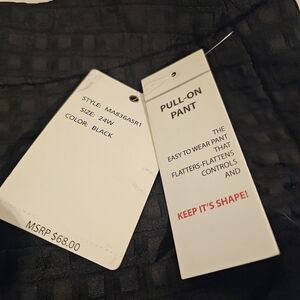 STYLE: MA836ASR1
SIZE: 24W
COLOR: BLACK
MSRP $68.00
PULL-ON
PANT
THE
EASY TO WEAR PANT
THAT
FLATTERS-FLATTENS
CONTROLS
AND
KEEP IT'S SHAPE!